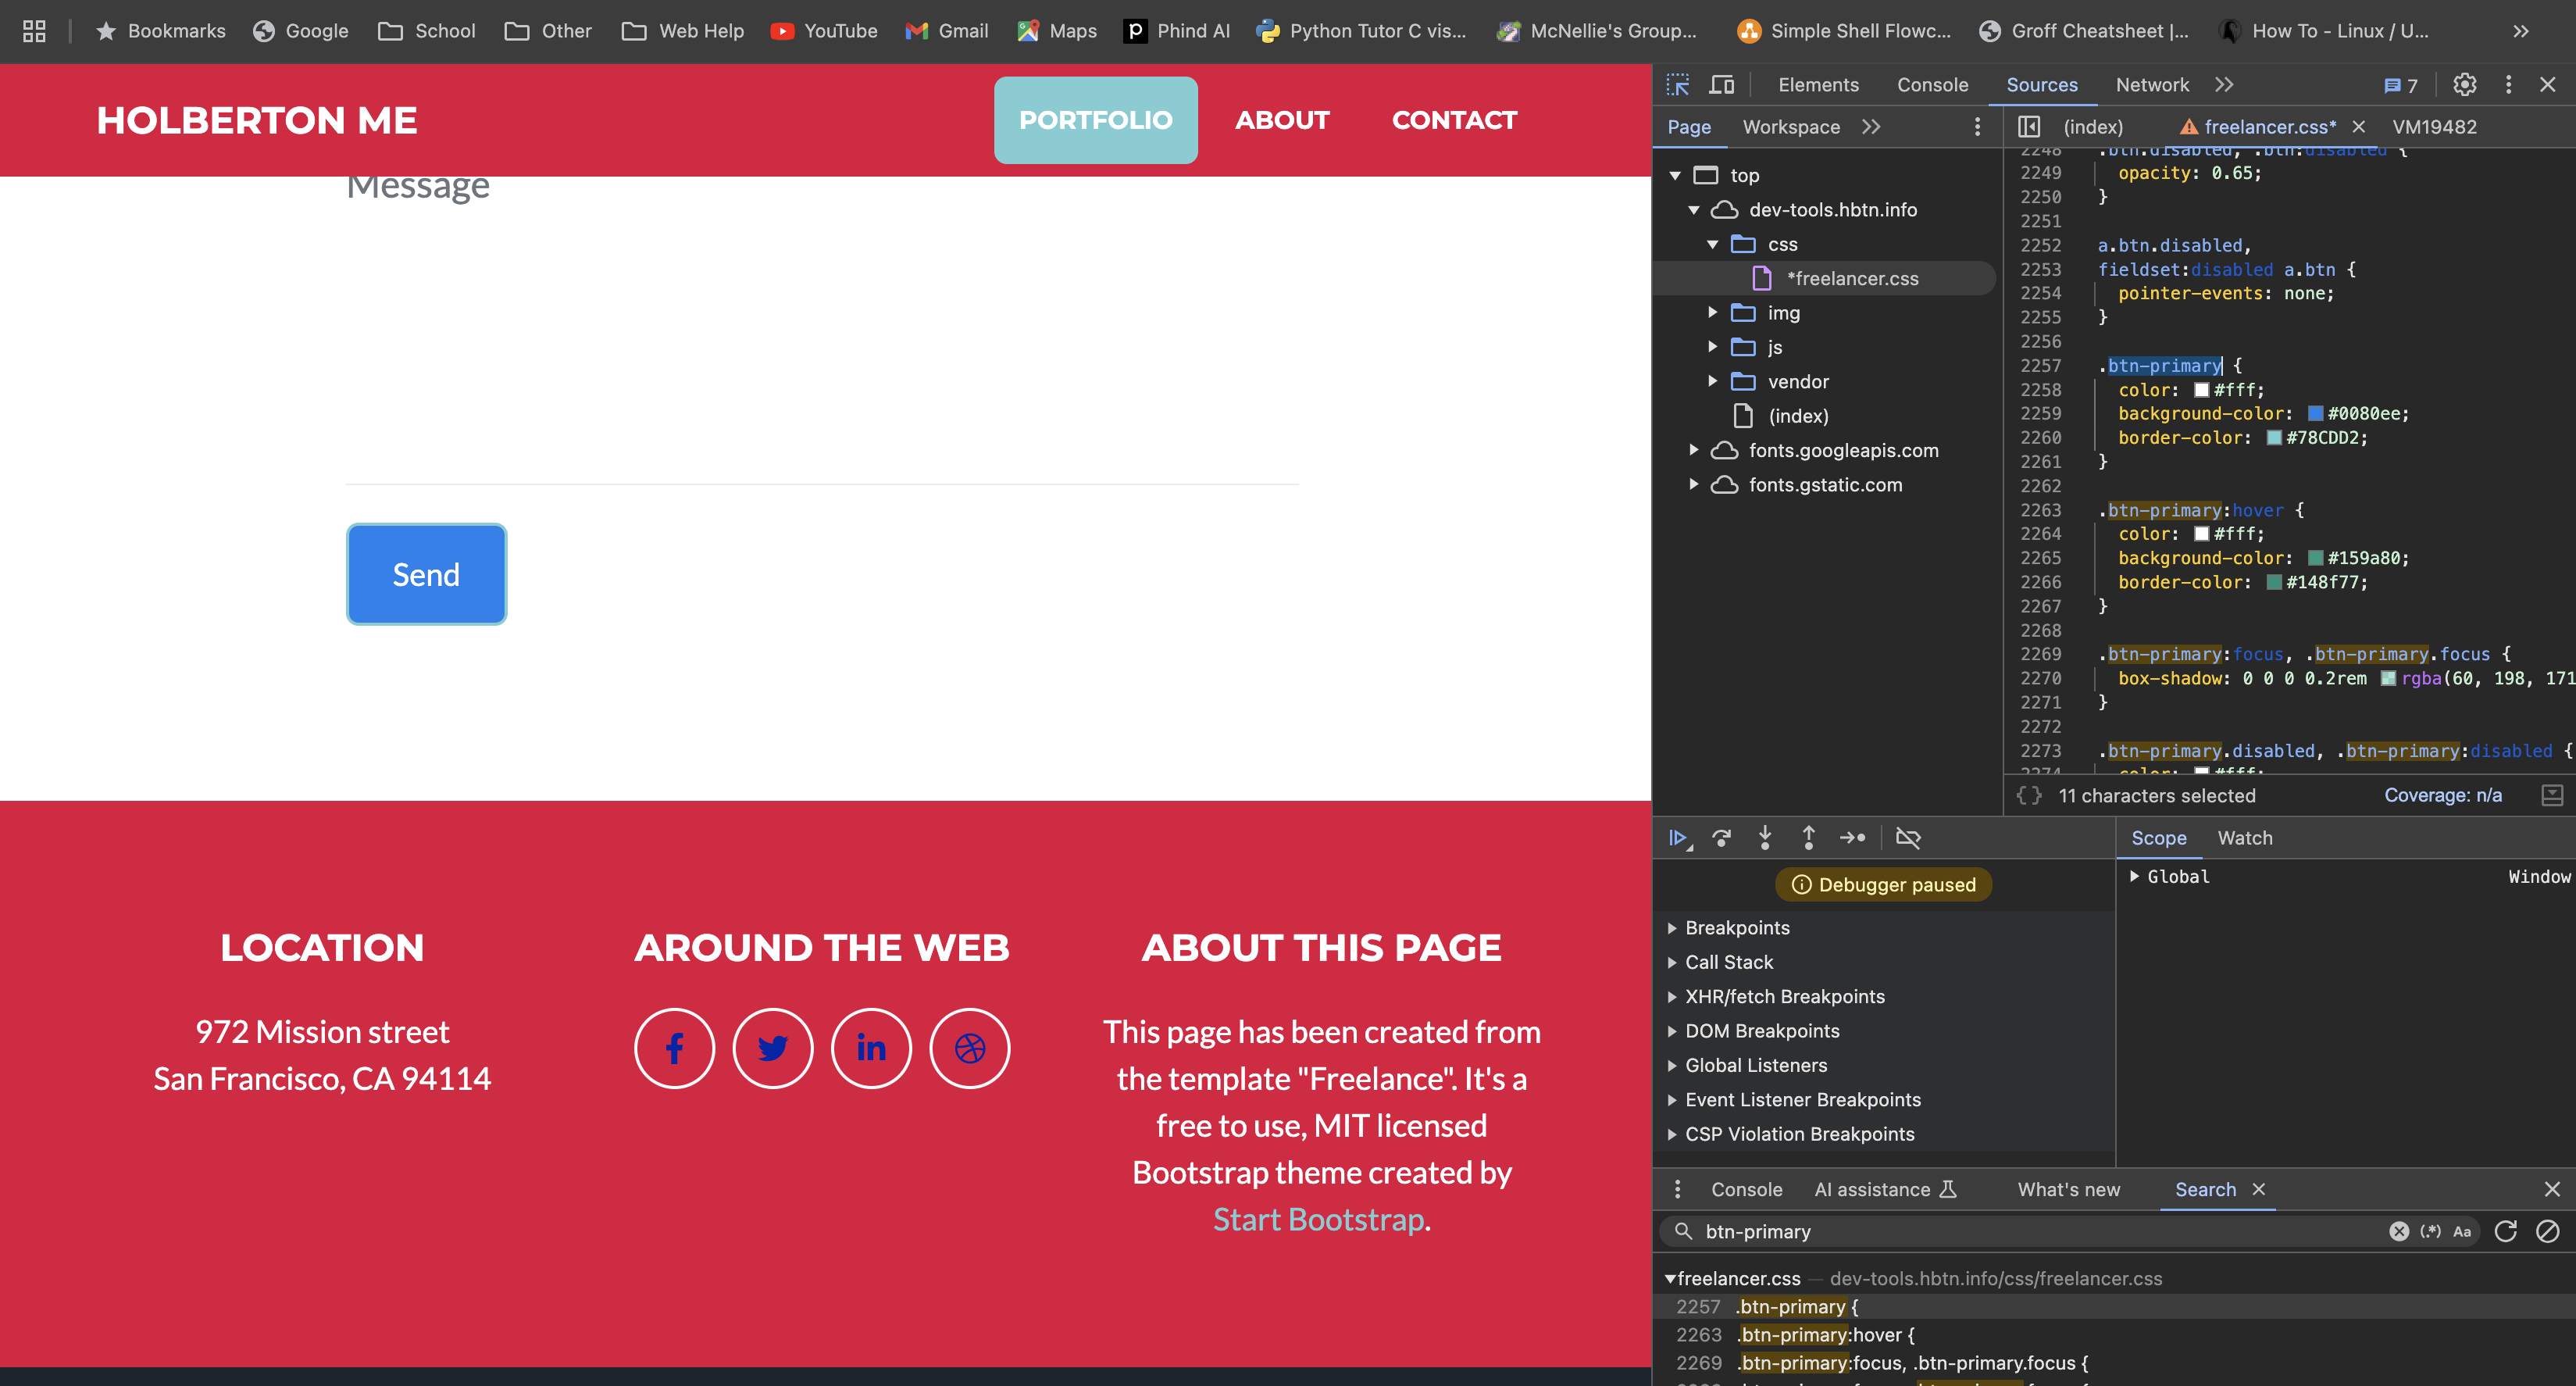 Bookmarks Google School Other Web Help YouTube Gmail Maps Phind AI Python Tutor C vis... McNellie's Group... Simple Shell Flowc... Groff Cheatsheet |... How To - Linux / U...
HOLBERTON ME
PORTFOLIO ABOUT CONTACT
Message
Send
LOCATION
972 Mission street
San Francisco, CA 94114
AROUND THE WEB
ABOUT THIS PAGE
This page has been created from
the template "Freelance". It's a
free to use, MIT licensed
Bootstrap theme created by
Start Bootstrap.
Elements Console Sources Network 7
Page Workspace
(index) freelancer.css* VM19482
top
dev-tools.hbtn.info
css
*freelancer.css
img
js
vendor
(index)
fonts.googleapis.com
fonts.gstatic.com
2248 .btn.disabled, .btn:disabled {
2249 opacity: 0.65;
2250 }
2251
2252 a.btn.disabled,
2253 fieldset:disabled a.btn {
2254 pointer-events: none;
2255 }
2256
2257 .btn-primary {
2258 color: #fff;
2259 background-color: #0080ee;
2260 border-color: #78CDD2;
2261 }
2262
2263 .btn-primary:hover {
2264 color: #fff;
2265 background-color: #159a80;
2266 border-color: #148f77;
2267 }
2268
2269 .btn-primary:focus, .btn-primary.focus {
2270 box-shadow: 0 0 0 0.2rem rgba(60, 198, 171
2271 }
2272
2273 .btn-primary.disabled, .btn-primary:disabled {
2274 color: #fff;
{} 11 characters selected Coverage: n/a
Debugger paused
Breakpoints
Call Stack
XHR/fetch Breakpoints
DOM Breakpoints
Global Listeners
Event Listener Breakpoints
CSP Violation Breakpoints
Scope Watch
Global Window
Console AI assistance What's new Search
btn-primary (.*) Aa
freelancer.css — dev-tools.hbtn.info/css/freelancer.css
2257 .btn-primary {
2263 .btn-primary:hover {
2269 .btn-primary:focus, .btn-primary.focus {